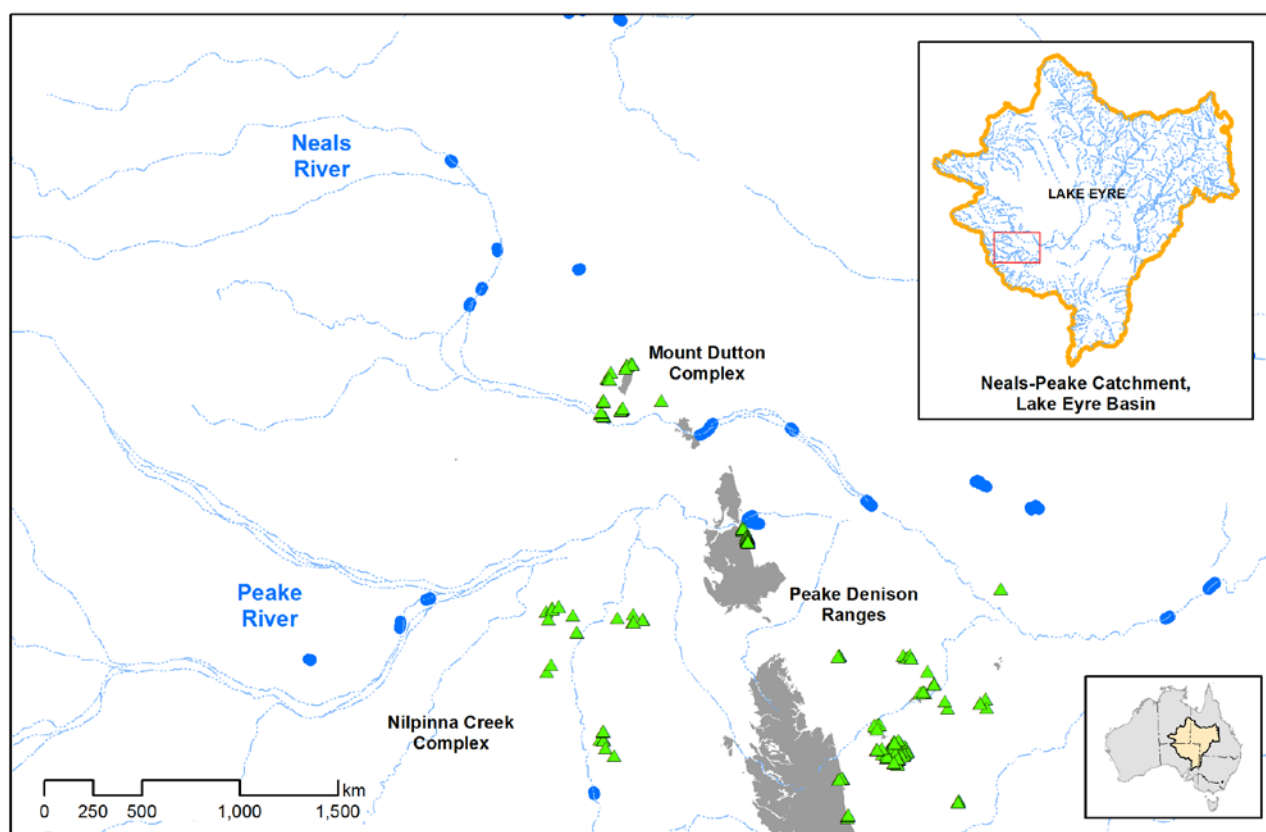 Neals
River
LAKE EYRE
Mount Dutton
Complex
Neals-Peake Catchment,
Lake Eyre Basin
Peake
River
Peake Denison
Ranges
Nilpinna Creek
Complex
km
0 250 500 1,000 1,500